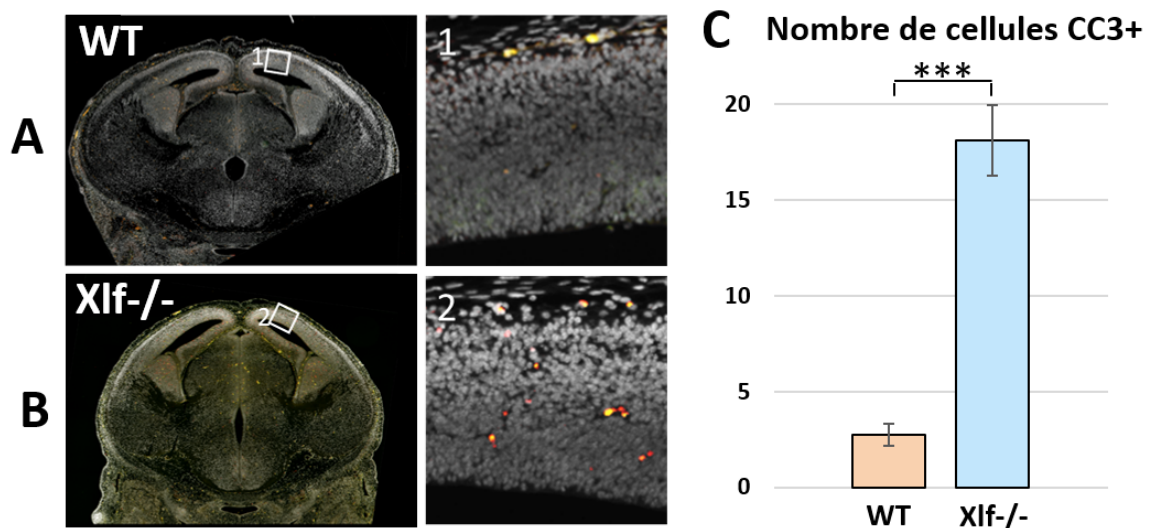 A
WT
1
1
B
Xlf-/-
2
2
C
Nombre de cellules CC3+
***
20
15
10
5
0
WT
Xlf-/-